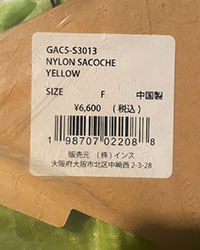 GAC5-S3013
NYLON SACOCHE
YELLOW
SIZE F 中国製
¥6,600 (税込)
1 98707 02208 8
販売元 (株)インス
大阪府大阪市北区中崎西2-3-28